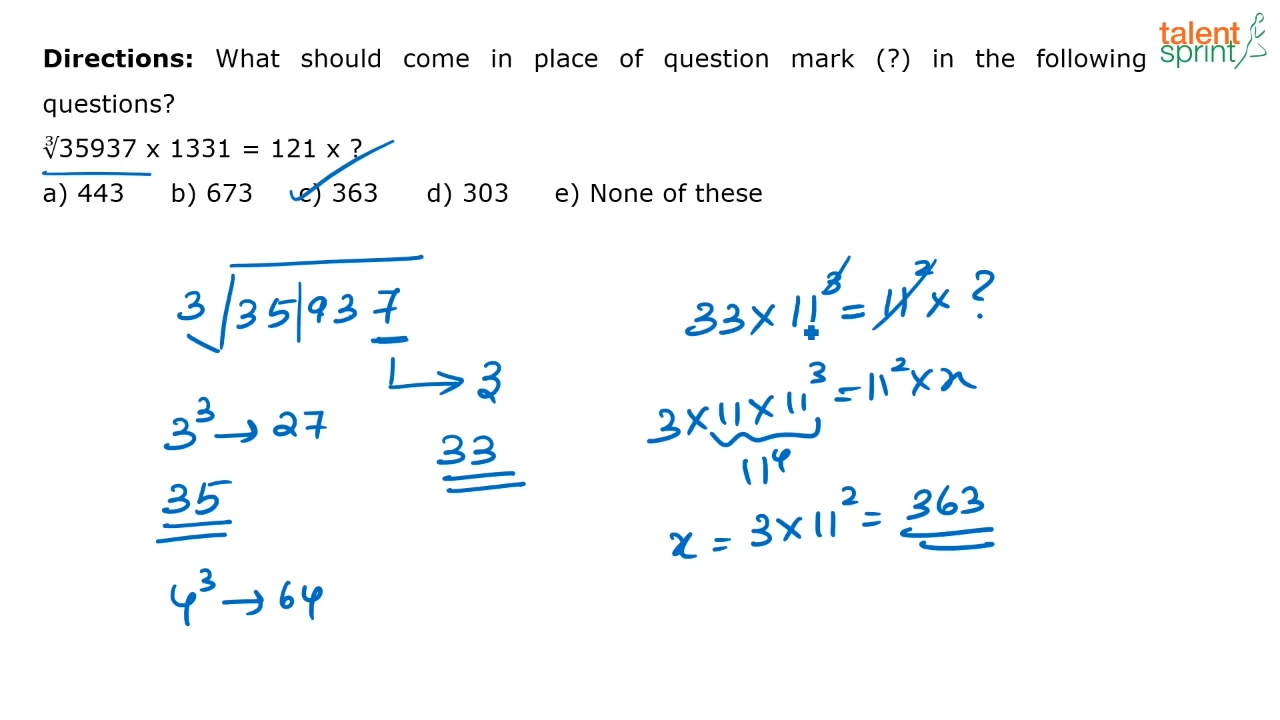 talent
sprint
Directions: What should come in place of question mark (?) in the following
questions?
∛35937 x 1331 = 121 x ?
a) 443 b) 673 c) 363 d) 303 e) None of these
3√35|937
→ 3
3³ → 27
33
35
4³ → 64
33 × 11³ = 11² × ?
3 × 11 × 11³ = 11² × x
11⁴
x = 3 × 11² = 363